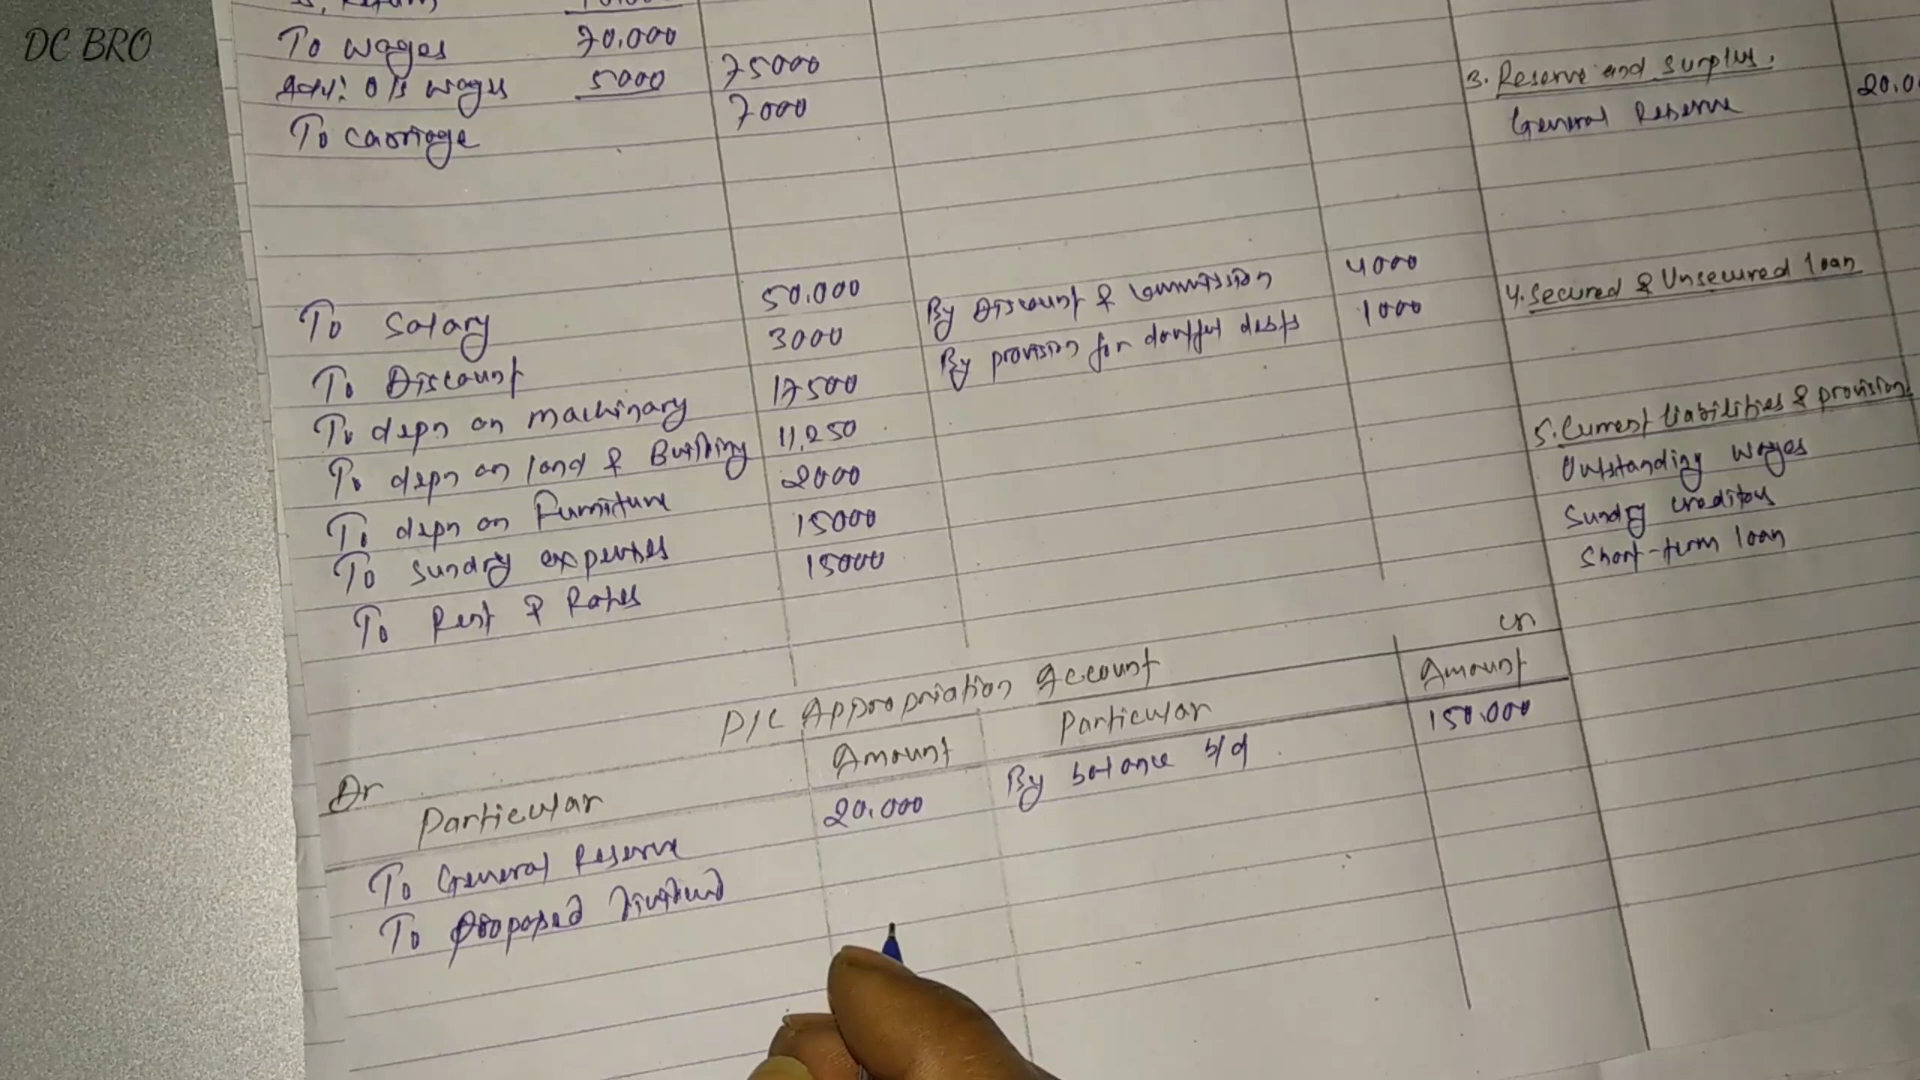 DC BRO
To wages 70.000
Add: O/s wages 5000 75000
To Carriage 7000
3. Reserve and Surplus.
General Reserve 20.0
To Salary 50.000 By Discount & Commission 4000
To Discount 3000 By provision for doutful debts 1000
To depn on machinary 17500
To depn on land & Building 11,250
To depn on Furniture 2000
To Sundry expenses 15000
To Rent & Rates 15000
4. Secured & Unsecured loan
5. Current liabilities & provision
Outstanding wages
Sundry creditors
Short-term loan
P/L Appropriation Account
Dr Cr
Particular Amount Particular Amount
To General Reserve 20.000 By balance b/d 150.000
To proposed Dividend